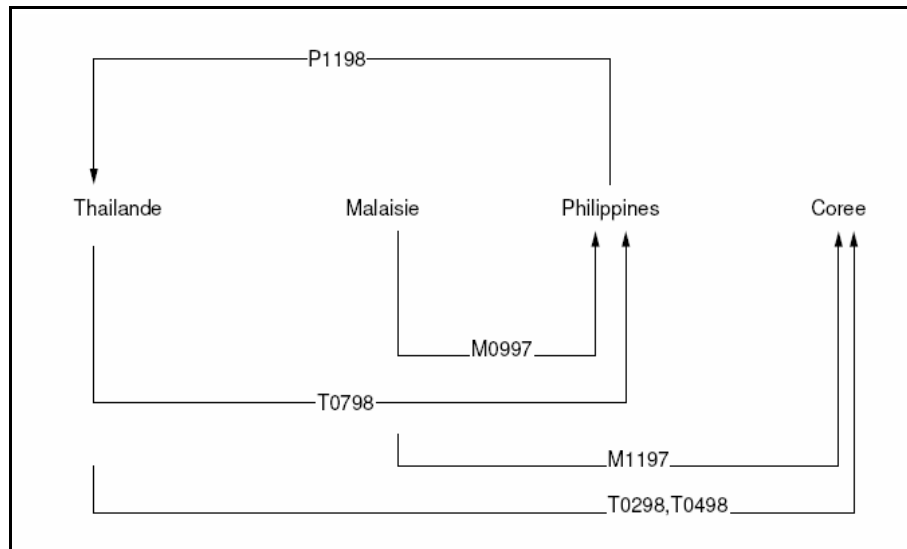 P1198
Thailande Malaisie Philippines Coree
M0997
T0798
M1197
T0298,T0498